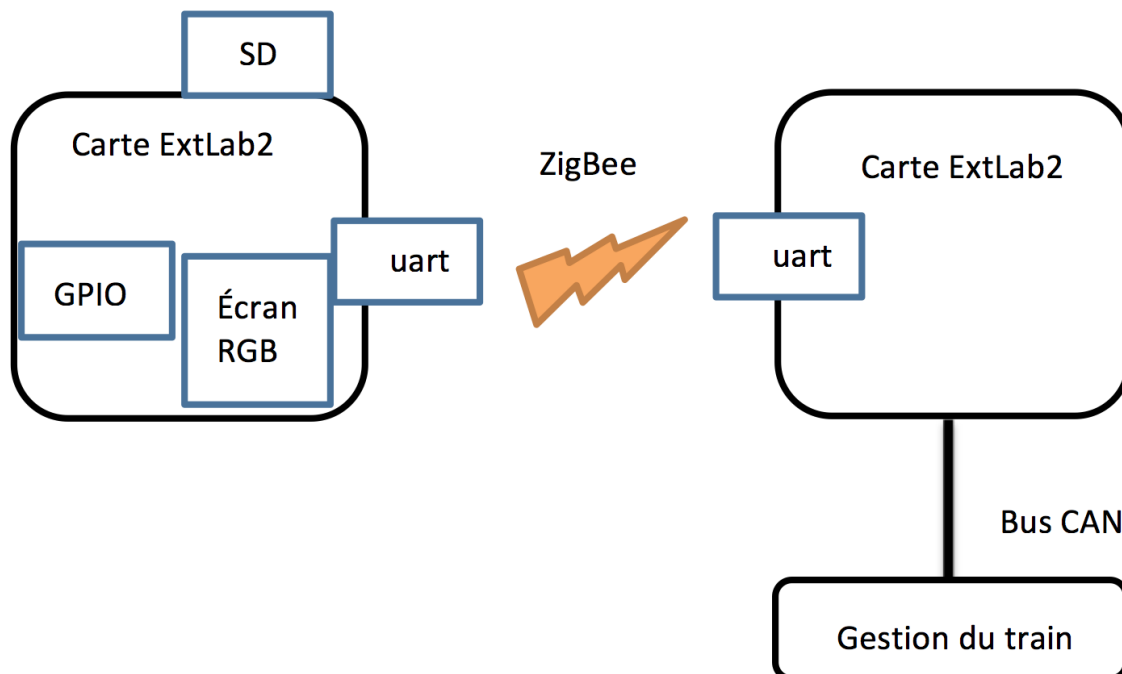 SD
Carte ExtLab2
GPIO
Écran
RGB
uart
ZigBee
Carte ExtLab2
uart
Bus CAN
Gestion du train